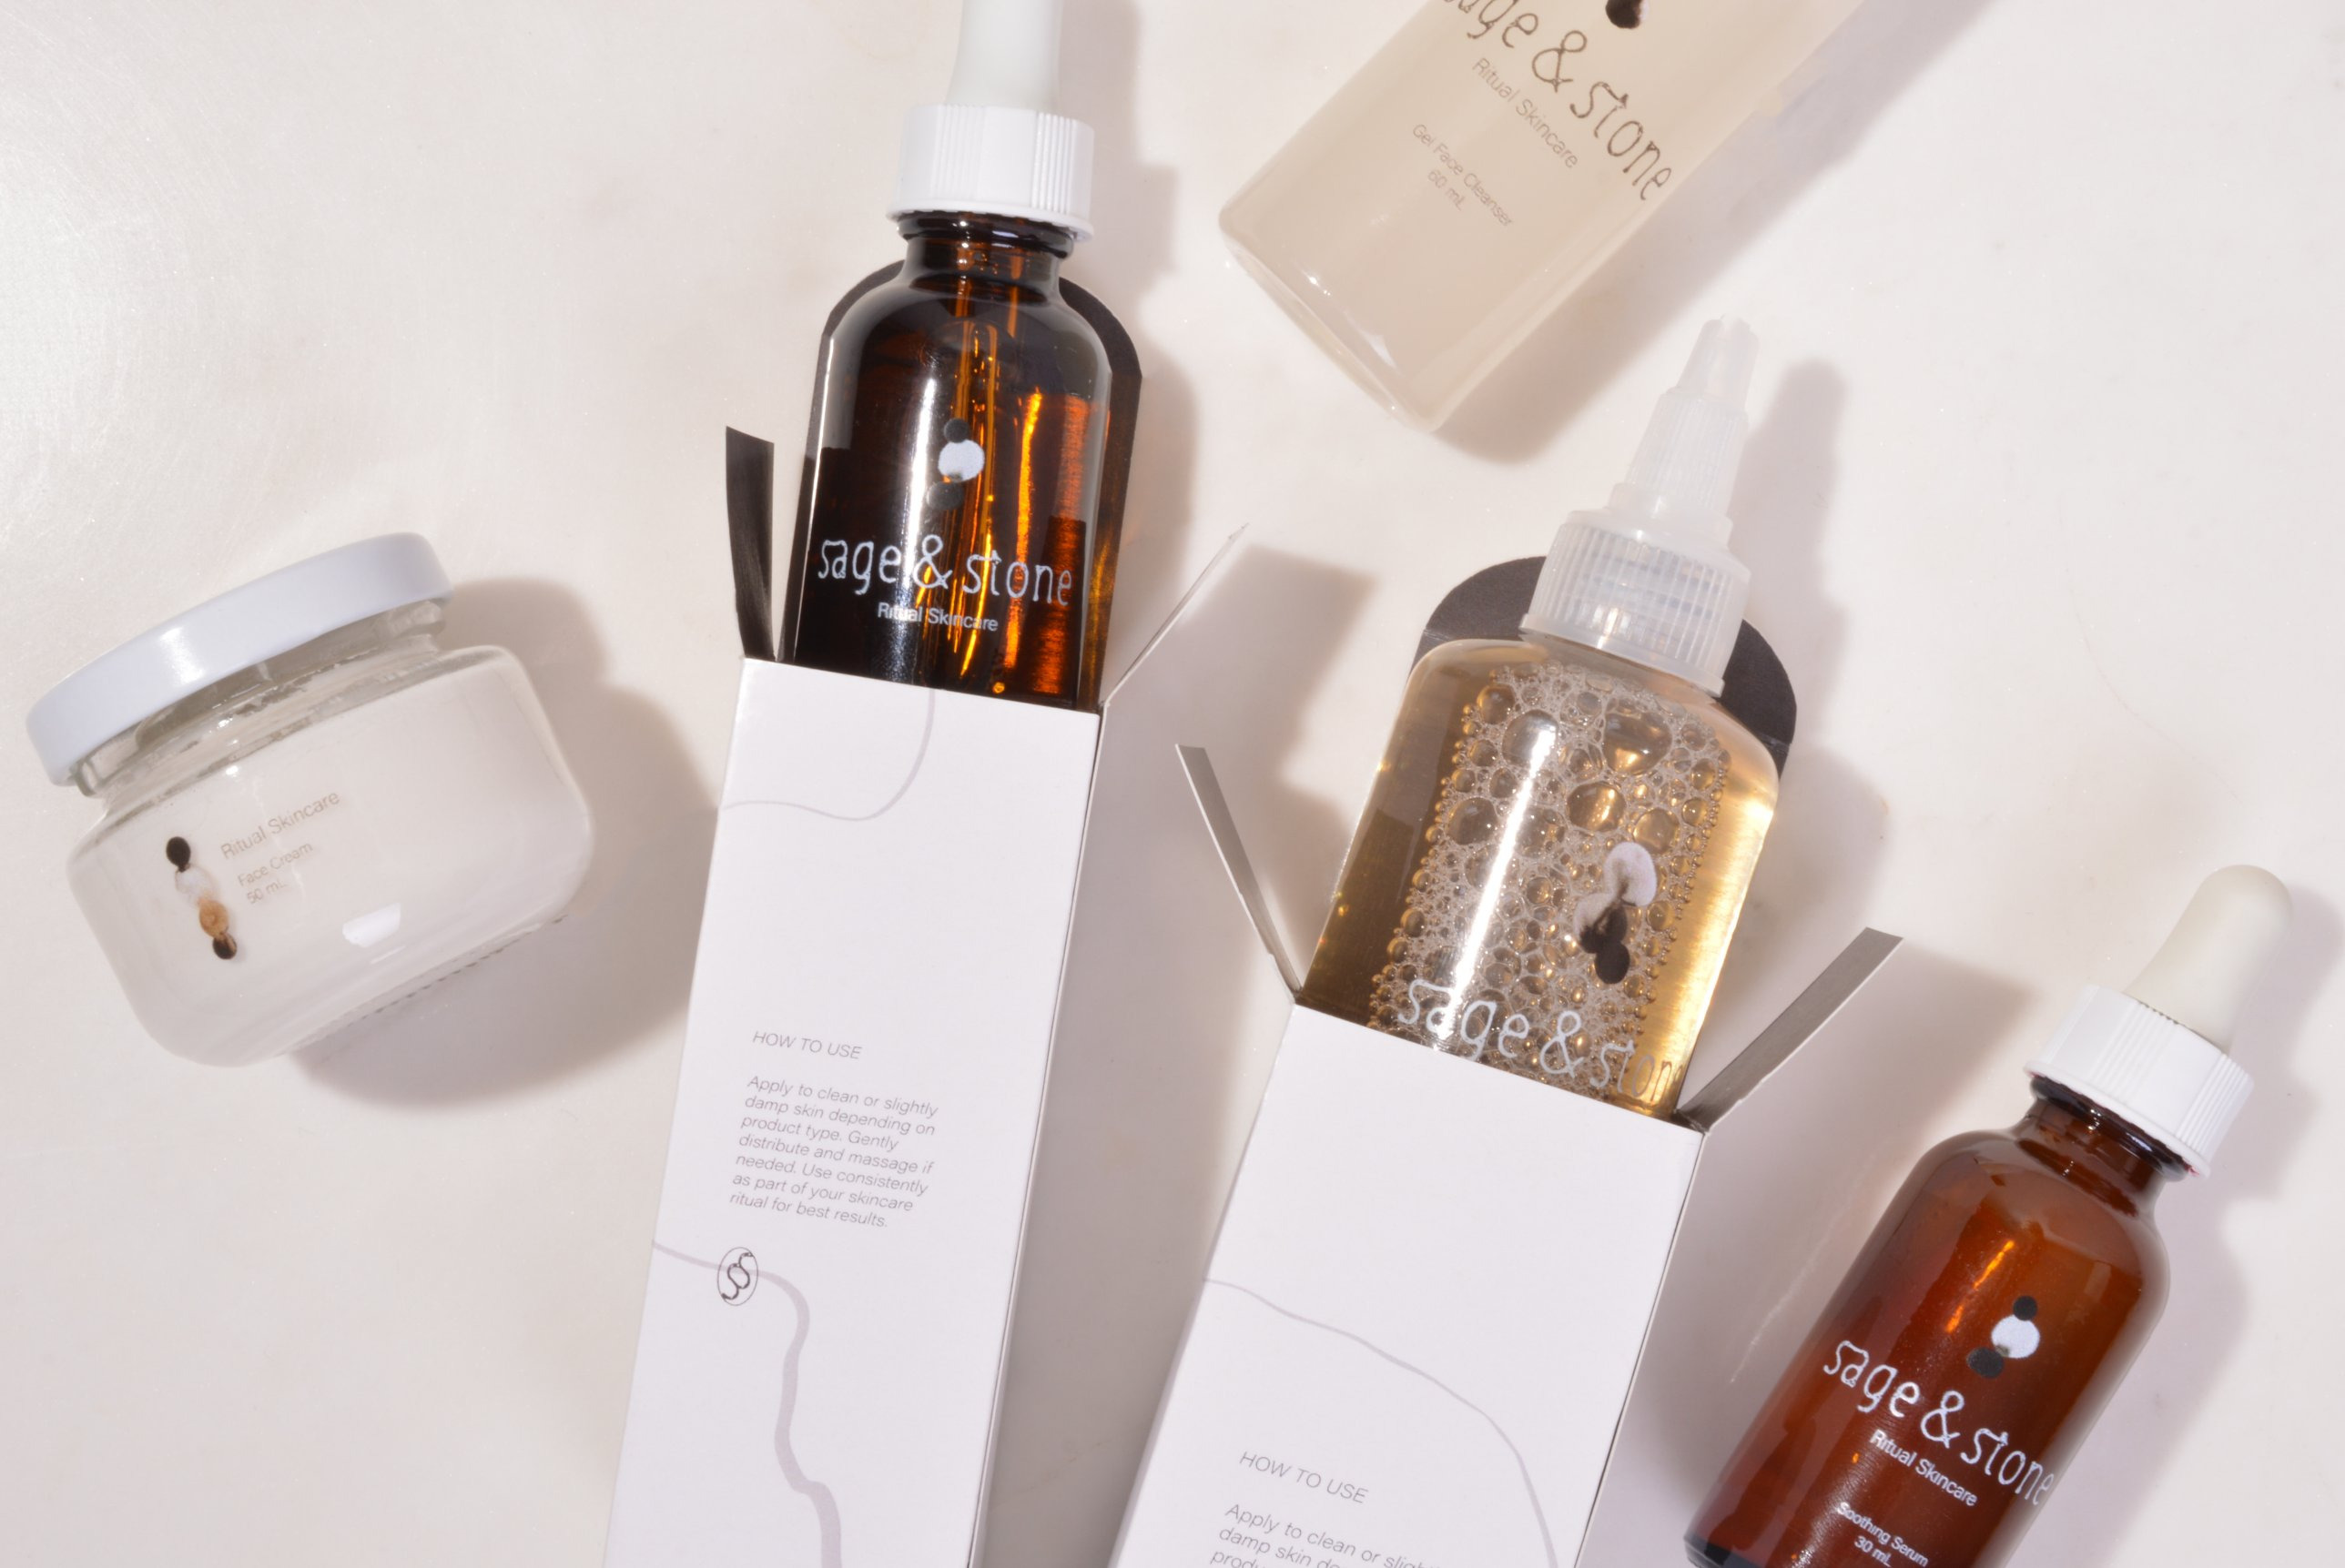 sage & stone
Ritual Skincare
Gel Face Cleanser
60 mL
sage & stone
Ritual Skincare
Ritual Skincare
Face Cream
50 mL
sage & ston
HOW TO USE
Apply to clean or slightly
damp skin depending on
product type. Gently
distribute and massage if
needed. Use consistently
as part of your skincare
ritual for best results.
sage & stone
Ritual Skincare
Soothing Serum
30 mL
HOW TO USE
Apply to clean or slightly
damp skin